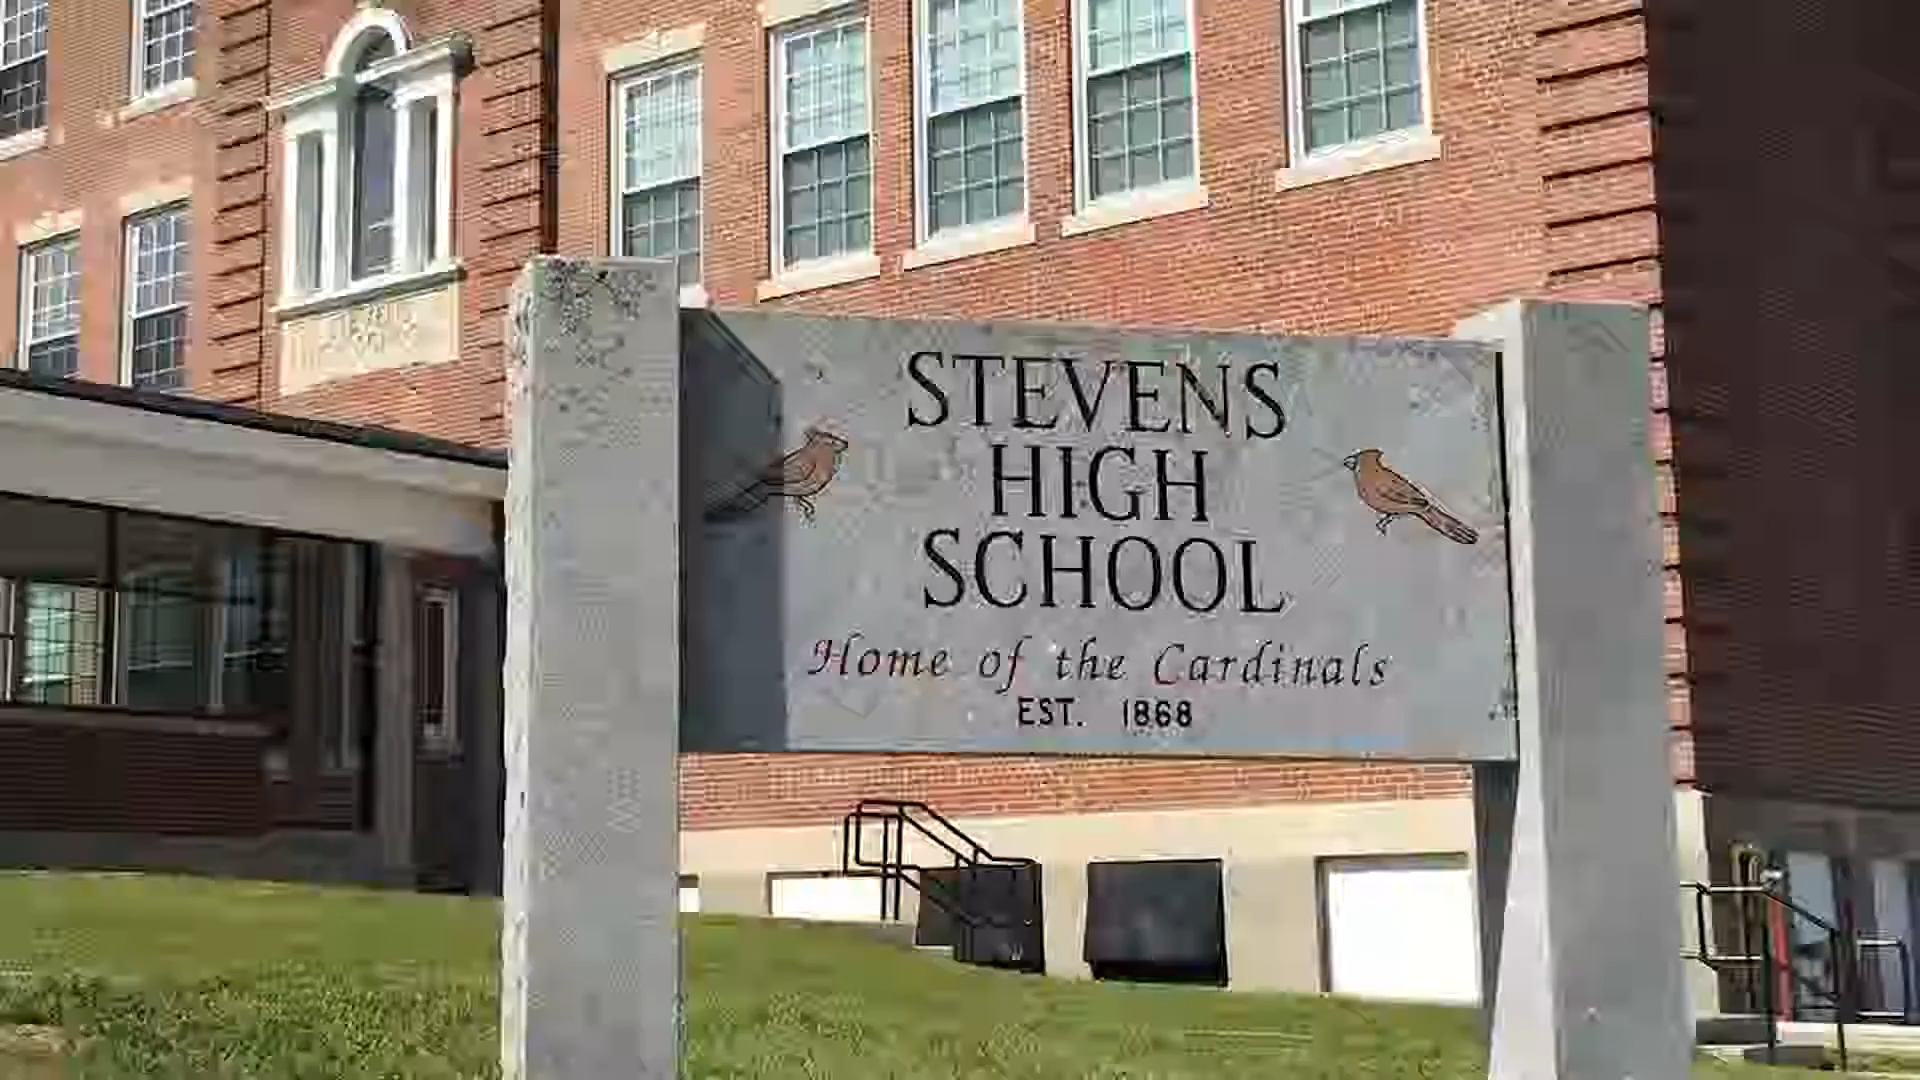 STEVENS
HIGH
SCHOOL
Home of the Cardinals
EST. 1868